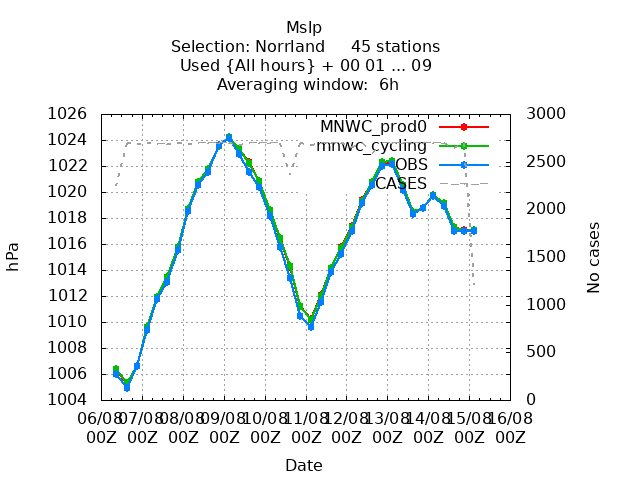 Mslp
Selection: Norrland     45 stations
Used {All hours} + 00 01 ... 09
Averaging window:  6h
1026
1024
1022
1020
1018
1016
1014
1012
1010
1008
1006
1004
hPa
MNWC_prod0
mnwc_cycling
OBS
CASES
3000
2500
2000
1500
1000
500
0
No cases
06/08 07/08 08/08 09/08 10/08 11/08 12/08 13/08 14/08 15/08 16/08
00Z 00Z 00Z 00Z 00Z 00Z 00Z 00Z 00Z 00Z 00Z
Date